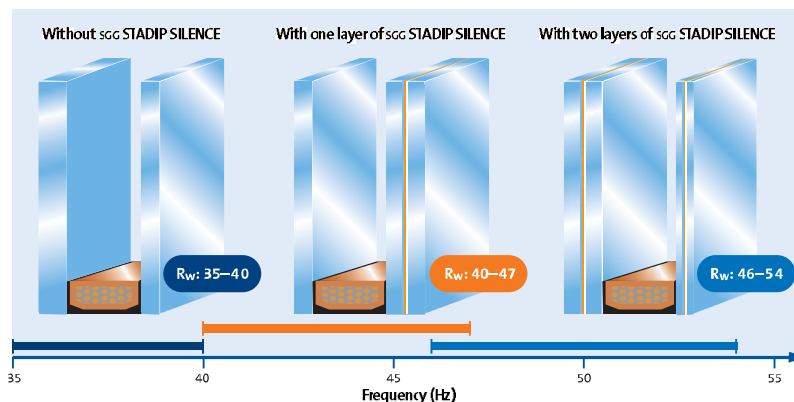 Without SGG STADIP SILENCE
With one layer of SGG STADIP SILENCE
With two layers of SGG STADIP SILENCE
Rw: 35–40
Rw: 40–47
Rw: 46–54
35
40
45
50
55
Frequency (Hz)